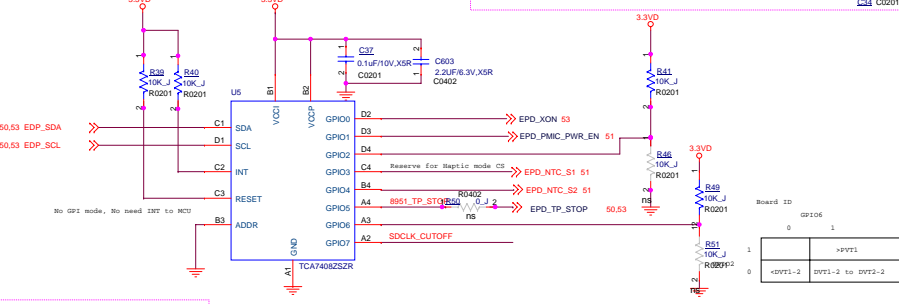 3.3VD
3.3VD
C34 C0201
3.3VD
R39
10K_J
R0201
R40
10K_J
R0201
C37
0.1uF/10V,X5R
C0201
C603
2.2UF/6.3V,X5R
C0402
R41
10K_J
R0201
U5
B1
B2
VCCI
VCCP
50,53 EDP_SDA
C1
SDA
50,53 EDP_SCL
D1
SCL
C2
INT
C3
RESET
No GPI mode, No need INT to MCU
B3
ADDR
GND
A1
TCA7408ZSZR
GPIO0
D2
EPD_XON 53
GPIO1
D3
EPD_PMIC_PWR_EN 51
GPIO2
D4
GPIO3
C4
Reserve for Haptic mode CS
EPD_NTC_S1 51
GPIO4
B4
EPD_NTC_S2 51
GPIO5
A4
8951_TP_STOP
R50
R0402
0_J
ns
EPD_TP_STOP 50,53
GPIO6
A3
GPIO7
A2
SDCLK_CUTOFF
R46
10K_J
R0201
ns
3.3VD
R49
10K_J
R0201
R51
10K_J
R0201
ns
Board ID
GPIO6
0 1
1 >PVT1
0 <DVT1-2 DVT1-2 to DVT2-2